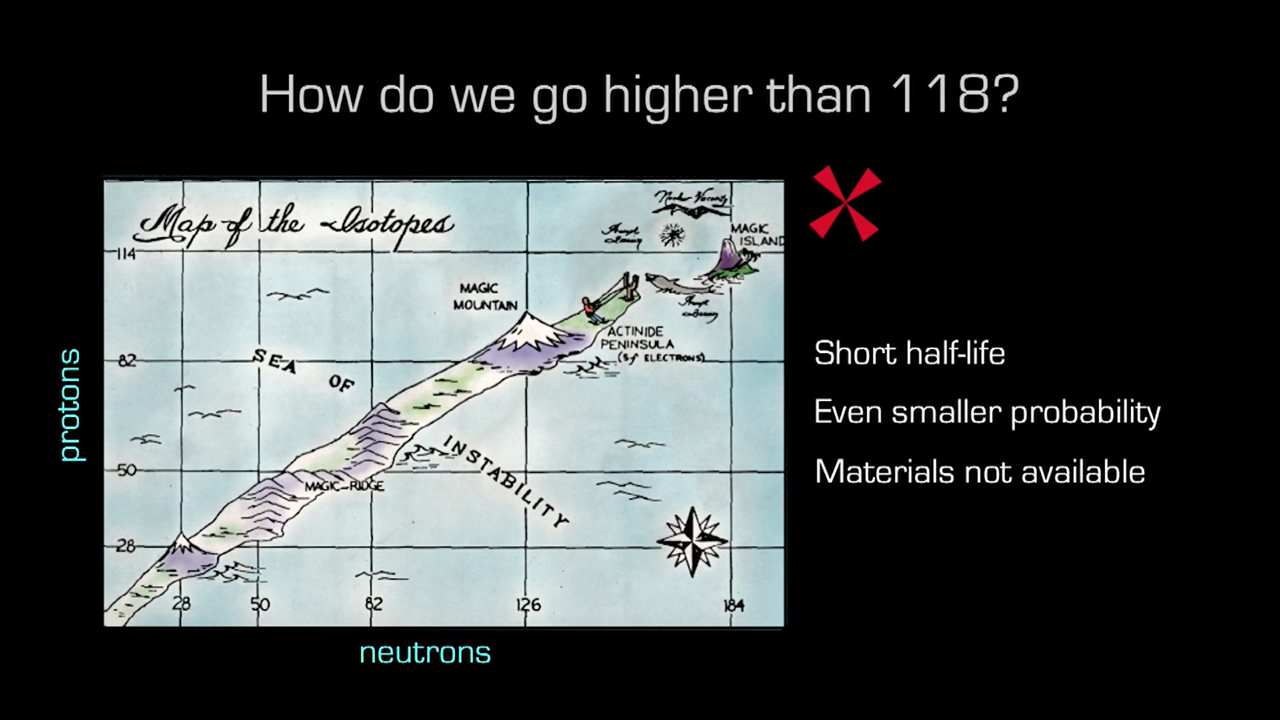 How do we go higher than 118?
Map of the Isotopes
MAGIC
ISLAND
114
MAGIC
MOUNTAIN
ACTINIDE
PENINSULA
(5f ELECTRONS)
82
SEA OF
INSTABILITY
50
MAGIC-RIDGE
28
28 50 82 126 184
protons
neutrons
Short half-life
Even smaller probability
Materials not available